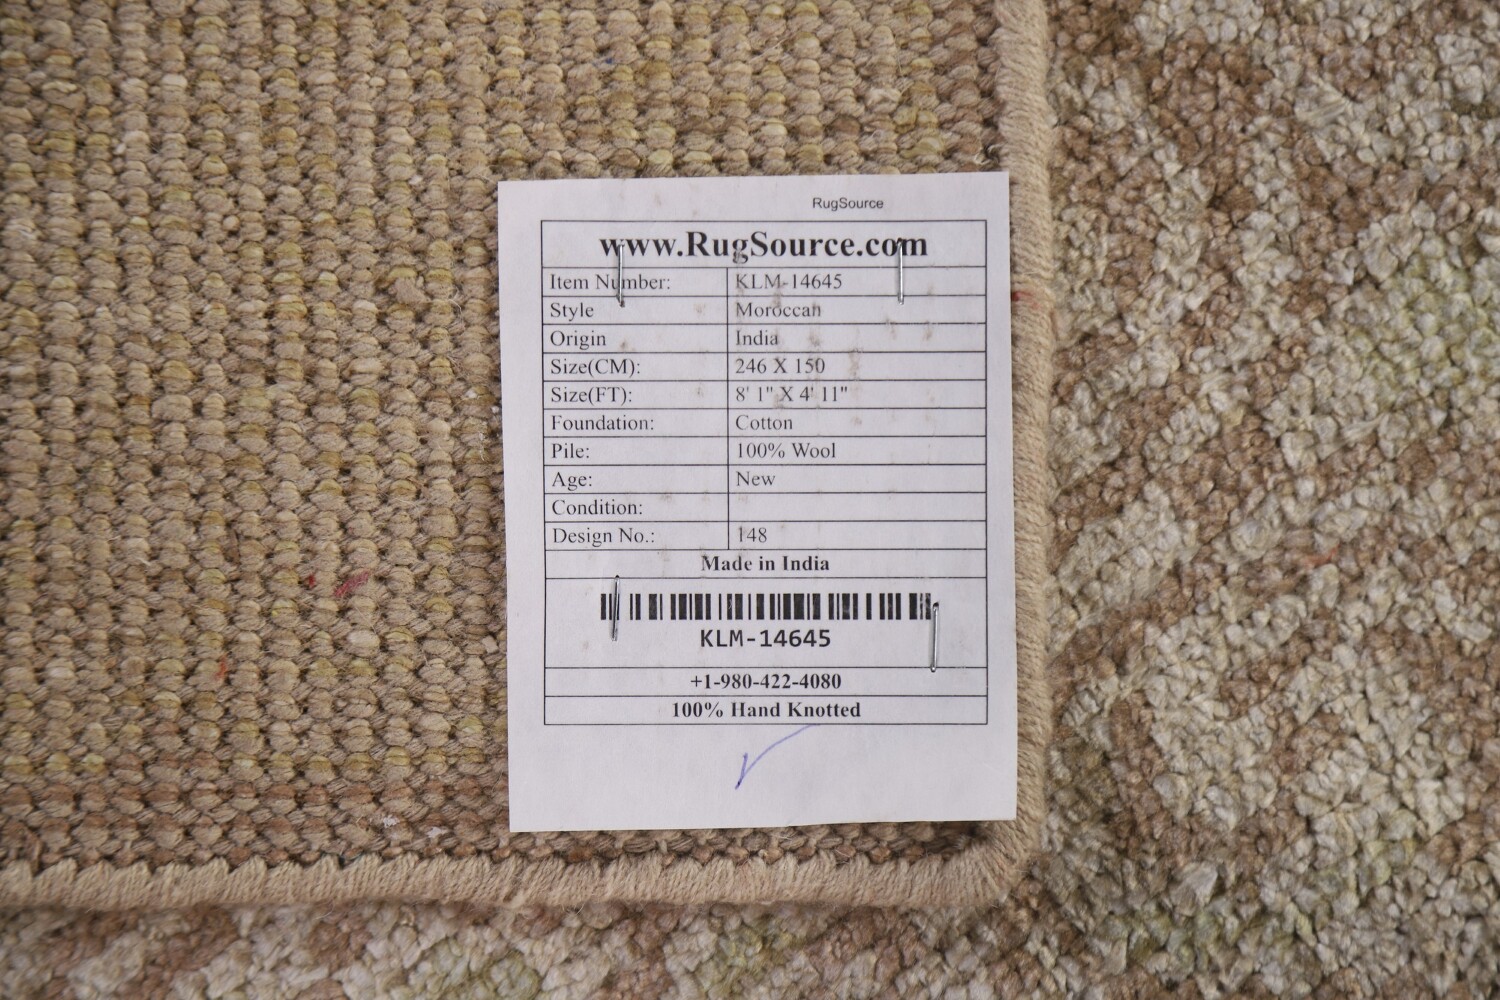 RugSource
www.RugSource.com
Item Number: KLM-14645
Style Moroccan
Origin India
Size(CM): 246 X 150
Size(FT): 8' 1" X 4' 11"
Foundation: Cotton
Pile: 100% Wool
Age: New
Condition:
Design No.: 148
Made in India
KLM-14645
+1-980-422-4080
100% Hand Knotted